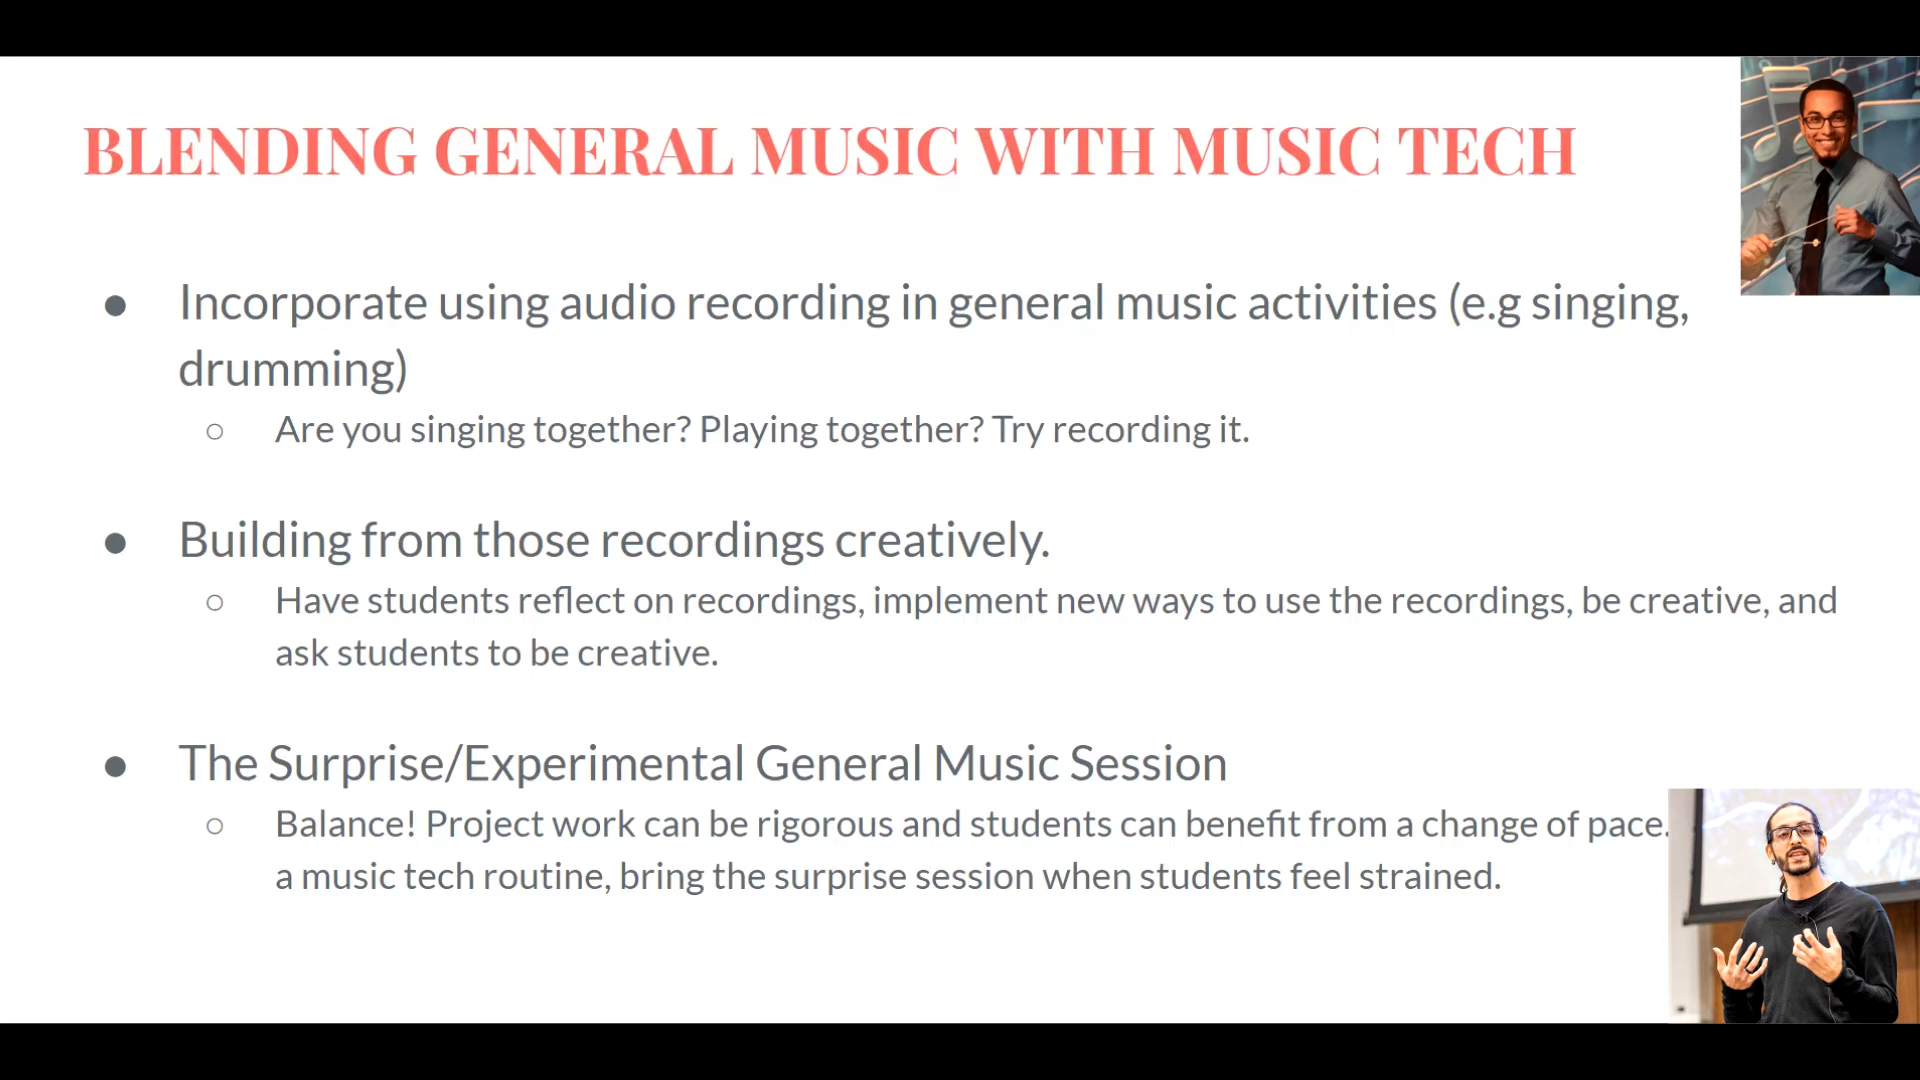 BLENDING GENERAL MUSIC WITH MUSIC TECH
● Incorporate using audio recording in general music activities (e.g singing,
drumming)
○ Are you singing together? Playing together? Try recording it.
● Building from those recordings creatively.
○ Have students reflect on recordings, implement new ways to use the recordings, be creative, and
ask students to be creative.
● The Surprise/Experimental General Music Session
○ Balance! Project work can be rigorous and students can benefit from a change of pace.
a music tech routine, bring the surprise session when students feel strained.